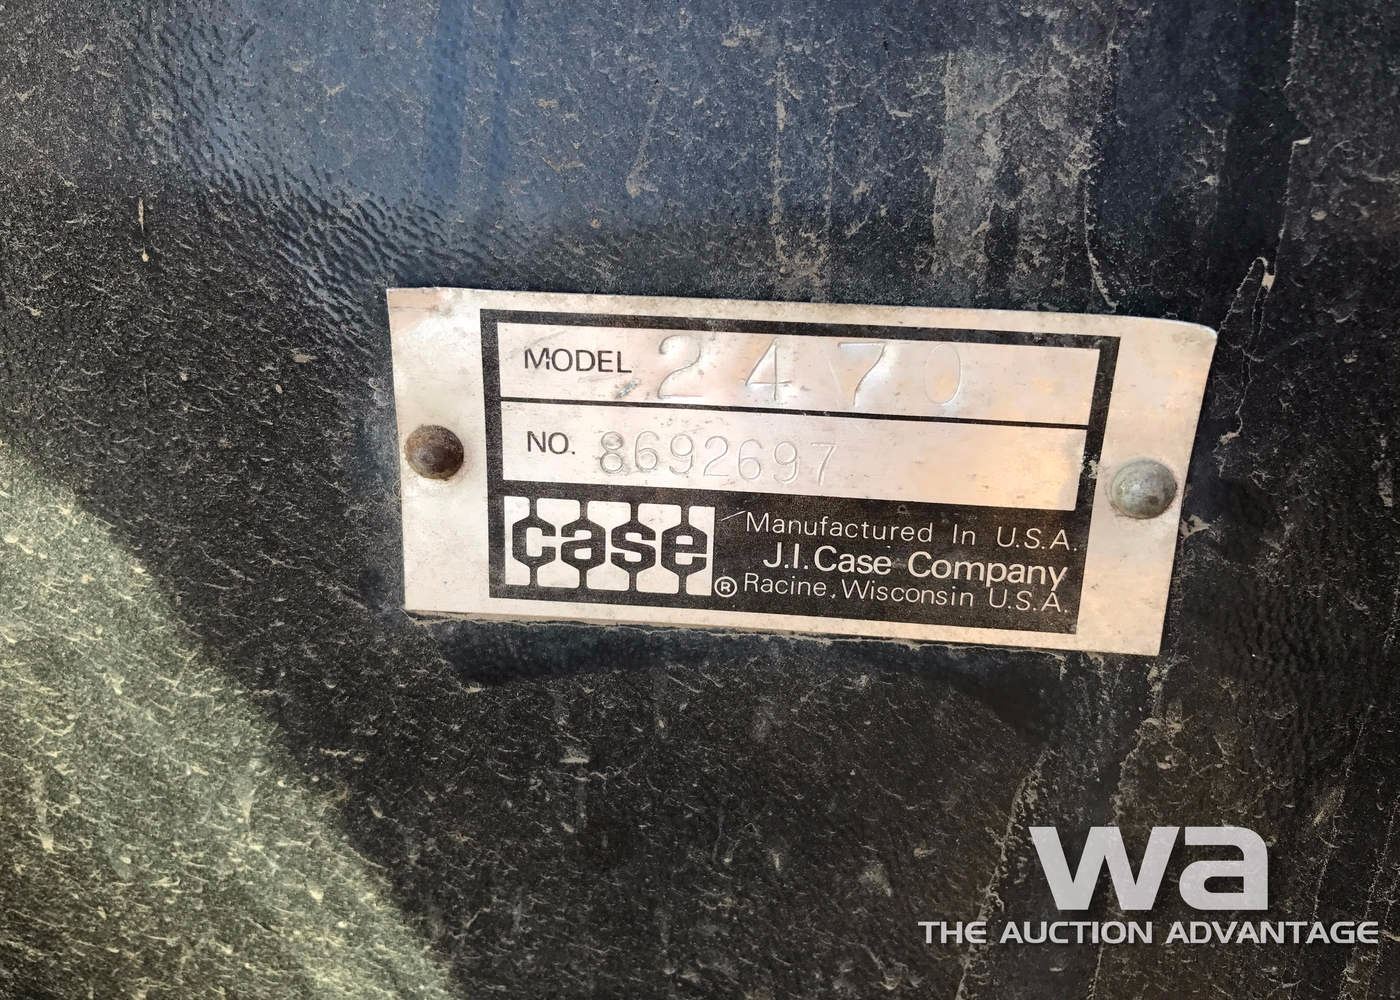 MODEL 2470
NO. 8692697
case
Manufactured In U.S.A.
J.I.Case Company
® Racine, Wisconsin U.S.A.
wa
THE AUCTION ADVANTAGE